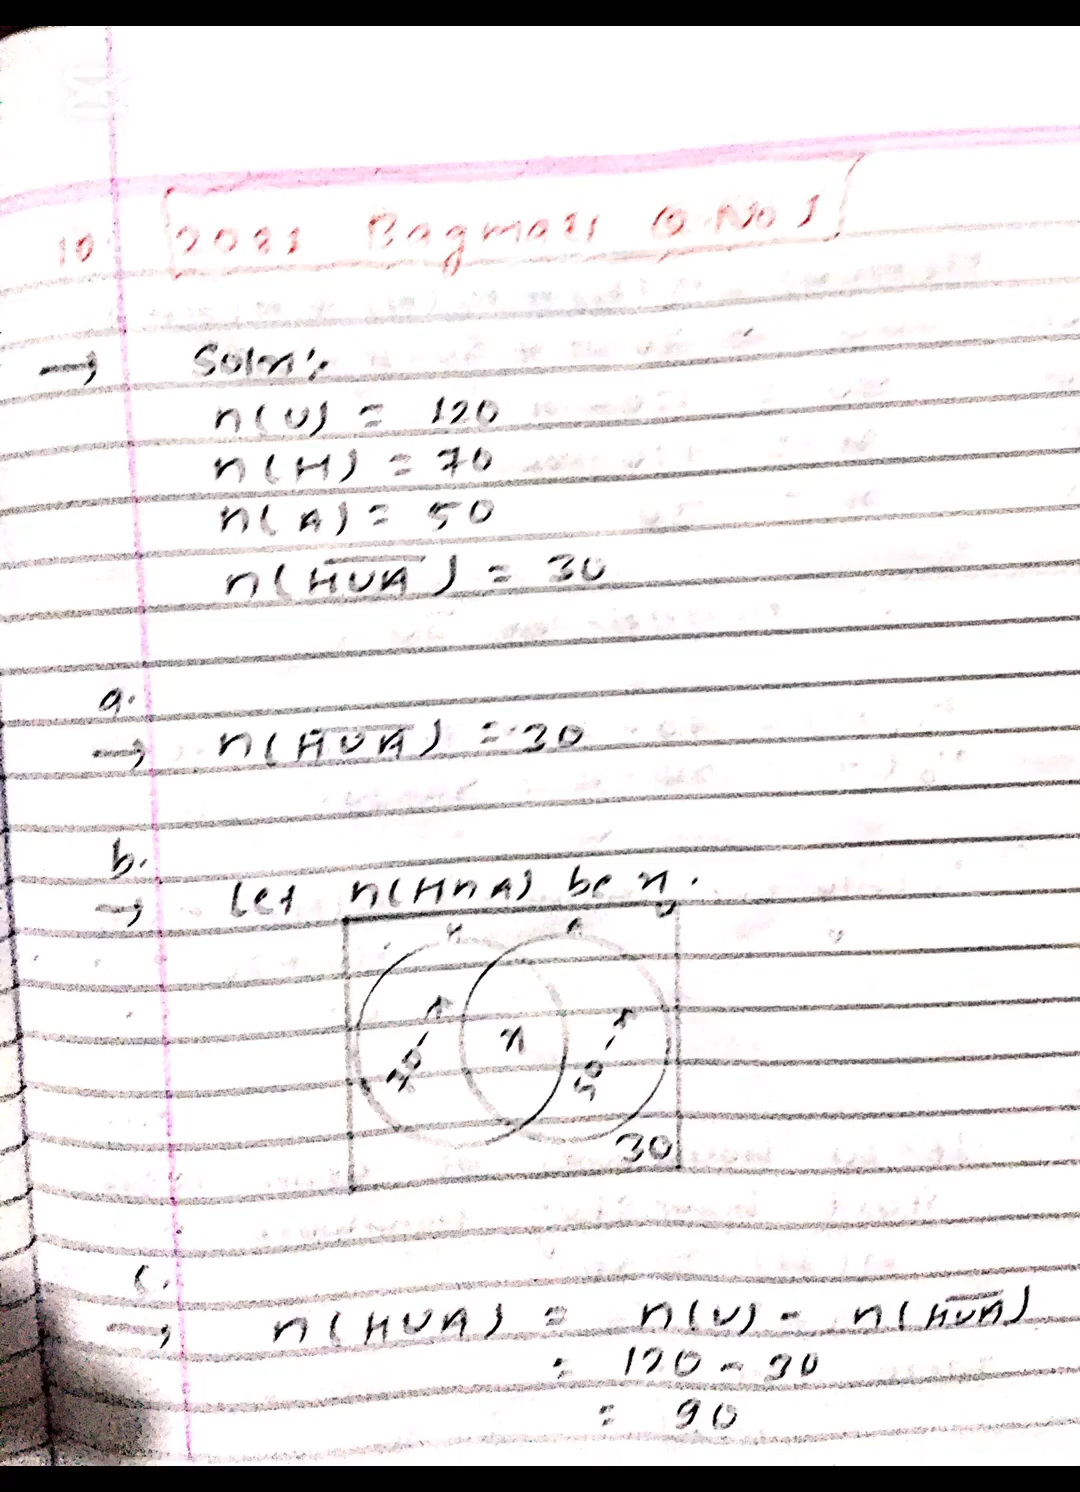 10. 2081 Bagmati Q.No 1
→ Soln:
n(U) = 120
n(H) = 70
n(A) = 50
n(H̅U̅A̅) = 30
a.
→ n(H̅U̅A̅) = 30
b.
→ Let n(H∩A) be x.
U
H A
70-x x 50-x
30
c.
→ n(HUA) = n(U) - n(H̅U̅A̅)
= 120 - 30
= 90